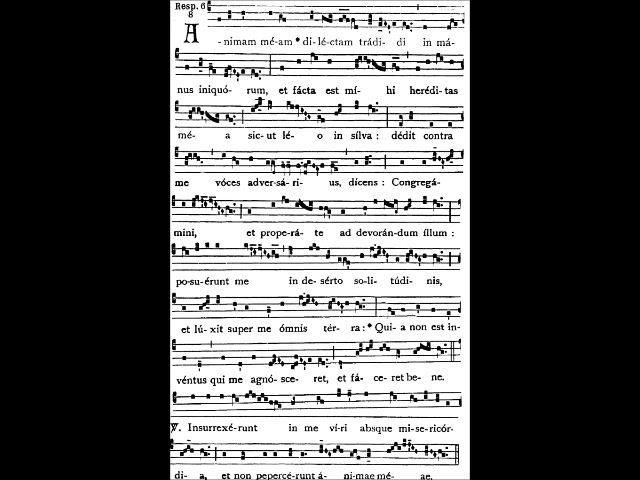 Resp. 6
8
A - nimam mé-am * di-lé-ctam trádi- di in má-
nus iniquó- rum, et fácta est mí- hi herédi-tas
mé- a sic-ut lé- o in sílva : dédit contra
me vóces adver-sá-ri- us, dícens : Congregá-
mini, et prope-rá- te ad devorán-dum íllum :
po-su-érunt me in de-sérto so-li- túdi- nis,
et lú- xit super me ómnis tér- ra : * Qui- a non est in-
véntus qui me agnó-sce- ret, et fá- ce- ret be- ne.
℣. Insurrexé-runt in me ví-ri absque mi-se-ricór-
di- a, et non pepercé-runt á- ni-mae mé- ae.